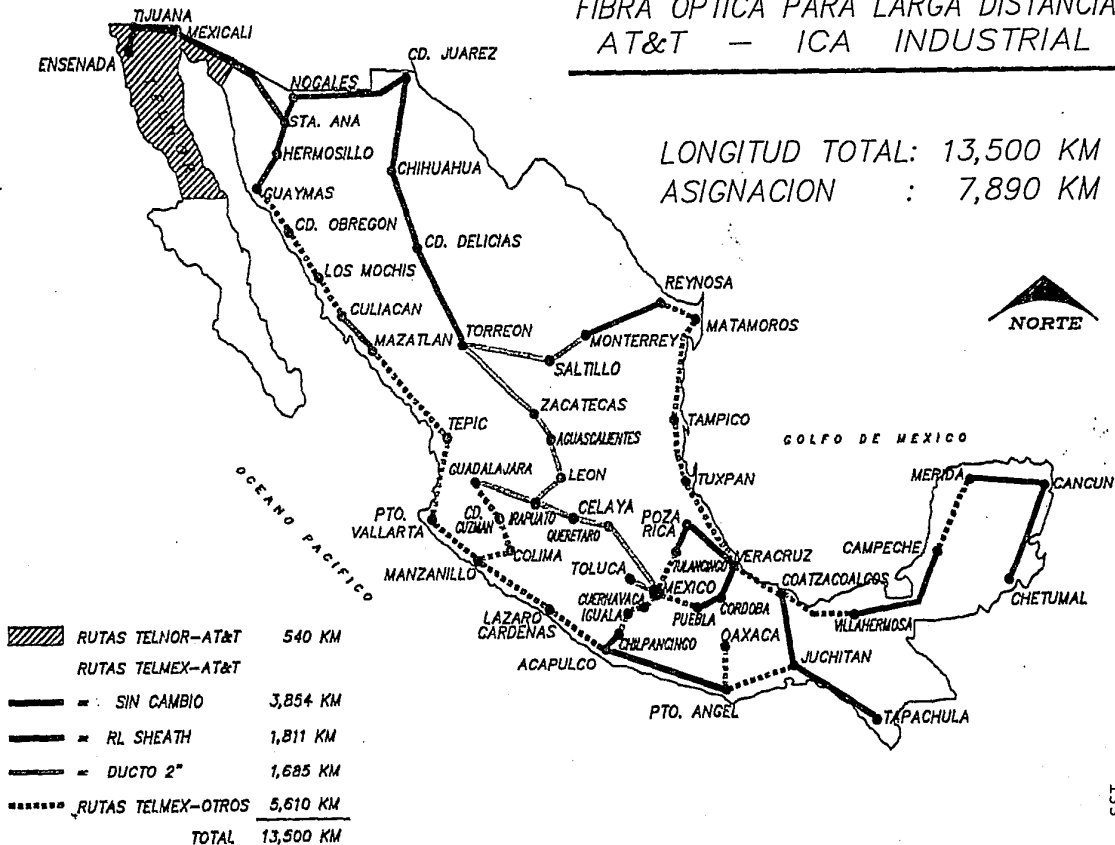 FIBRA OPTICA PARA LARGA DISTANCIA
AT&T – ICA INDUSTRIAL
LONGITUD TOTAL: 13,500 KM
ASIGNACION : 7,890 KM
TIJUANA
MEXICALI
ENSENADA
NOGALES
CD. JUAREZ
STA. ANA
HERMOSILLO
GUAYMAS
CHIHUAHUA
CD. OBREGON
CD. DELICIAS
LOS MOCHIS
CULIACAN
MAZATLAN
TORREON
REYNOSA
MATAMOROS
MONTERREY
SALTILLO
NORTE
ZACATECAS
TAMPICO
TEPIC
AGUASCALIENTES
GOLFO DE MEXICO
GUADALAJARA
LEON
TUXPAN
MERIDA
CANCUN
OCEANO PACIFICO
PTO. VALLARTA
CD. CUZMAN
IRAPUATO
CELAYA
QUERETARO
POZA RICA
COLIMA
MANZANILLO
TOLUCA
TULANCINGO
VERACRUZ
CAMPECHE
COATZACOALCOS
MEXICO
CUERNAVACA
IGUALA
PUEBLA
CORDOBA
CHETUMAL
LAZARO CARDENAS
VILLAHERMOSA
CHILPANCINGO
OAXACA
ACAPULCO
JUCHITAN
PTO. ANGEL
TAPACHULA
RUTAS TELNOR-AT&T 540 KM
RUTAS TELMEX-AT&T
= SIN CAMBIO 3,854 KM
= RL SHEATH 1,811 KM
= DUCTO 2" 1,685 KM
RUTAS TELMEX-OTROS 5,610 KM
TOTAL 13,500 KM